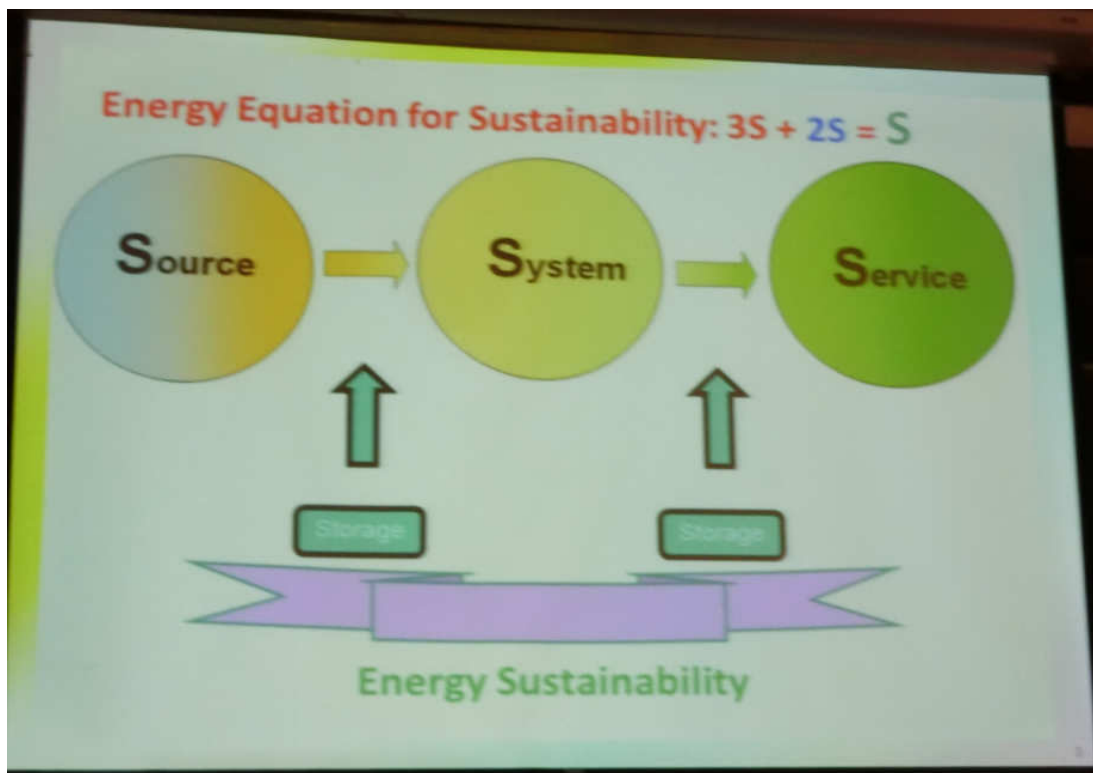 Energy Equation for Sustainability: 3S + 2S = S
Source
System
Service
Storage
Storage
Energy Sustainability